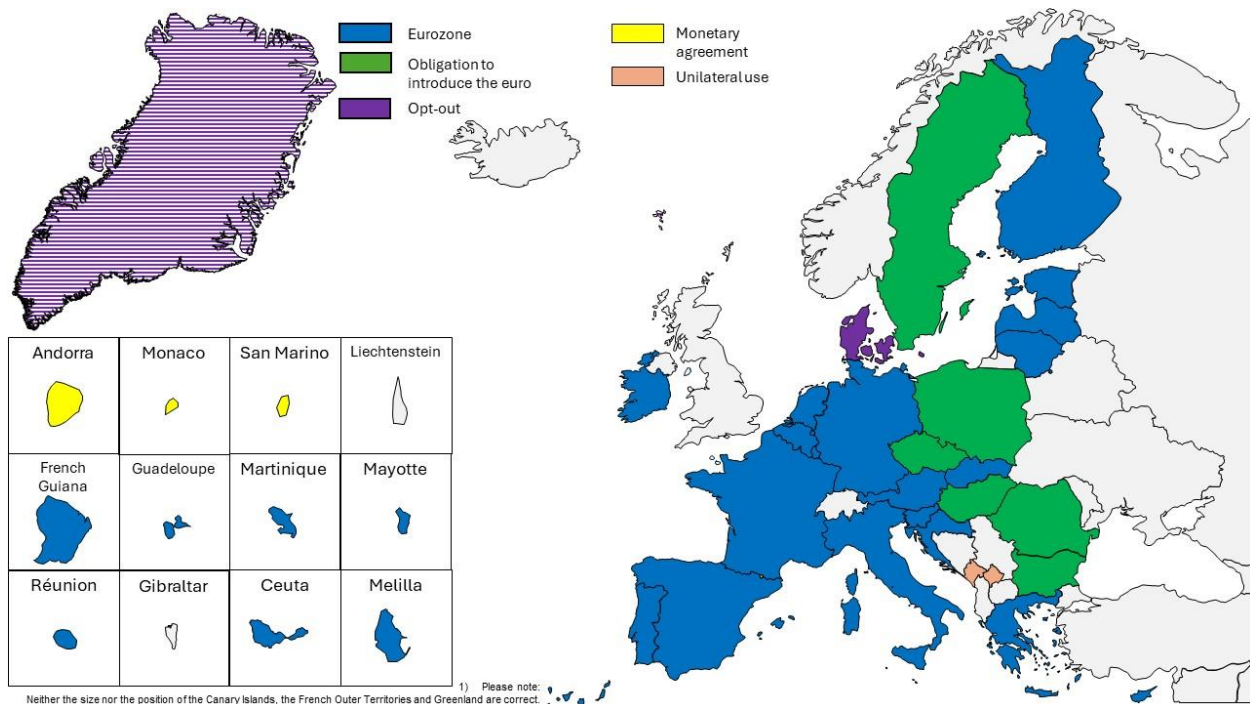 Eurozone
Obligation to
introduce the euro
Opt-out
Monetary
agreement
Unilateral use
Andorra
Monaco
San Marino
Liechtenstein
French
Guiana
Guadeloupe
Martinique
Mayotte
Réunion
Gibraltar
Ceuta
Melilla
1) Please note:
Neither the size nor the position of the Canary Islands, the French Outer Territories and Greenland are correct.